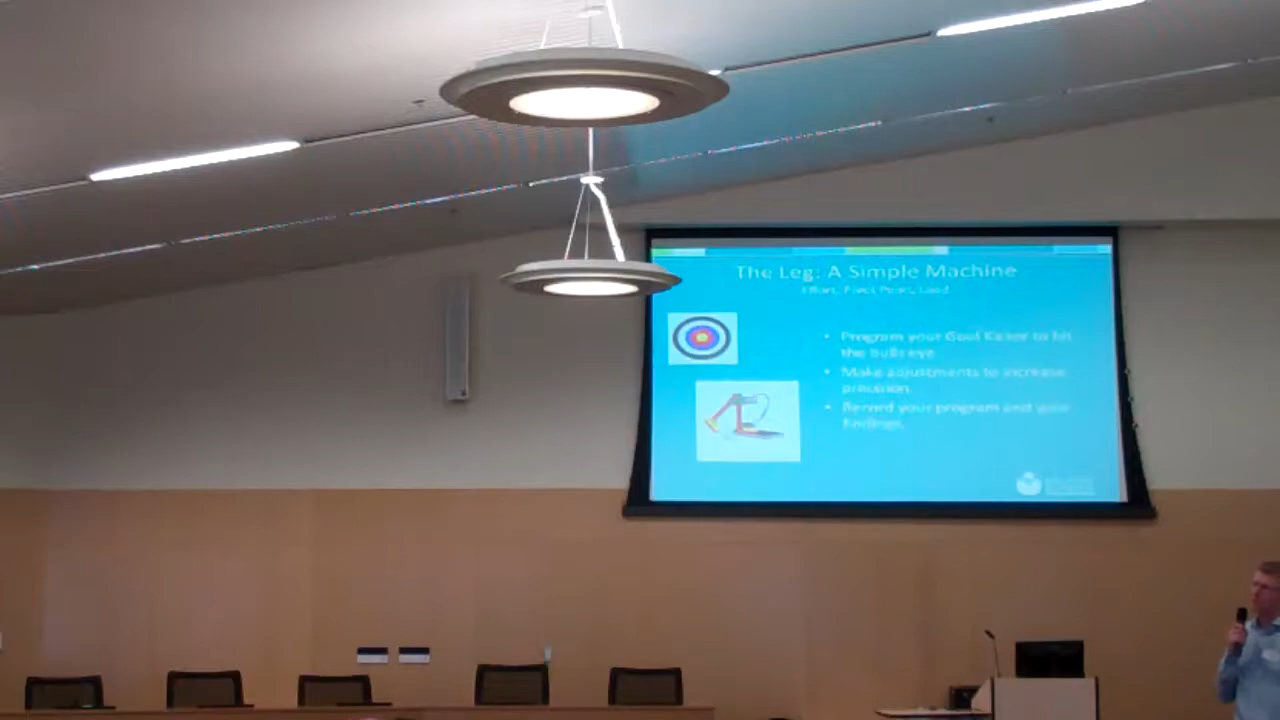 The Leg: A Simple Machine
Effort, Pivot Point, Load
• Program your Goal Kicker to hit
the bulls eye.
• Make adjustments to increase
precision.
• Record your program and your
findings.